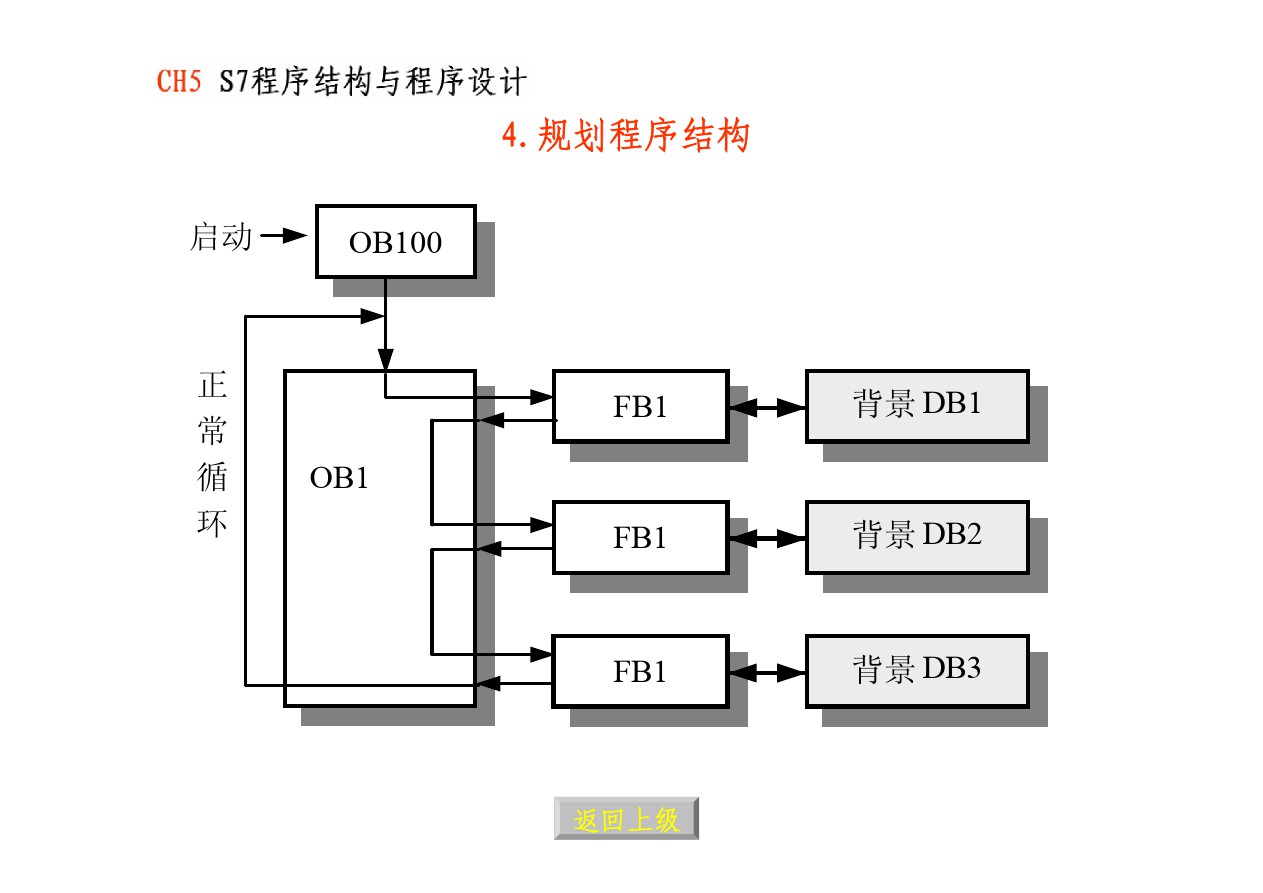 CH5 S7程序结构与程序设计
4.规划程序结构
启动
OB100
正常循环
OB1
FB1
背景 DB1
FB1
背景 DB2
FB1
背景 DB3
返回上级